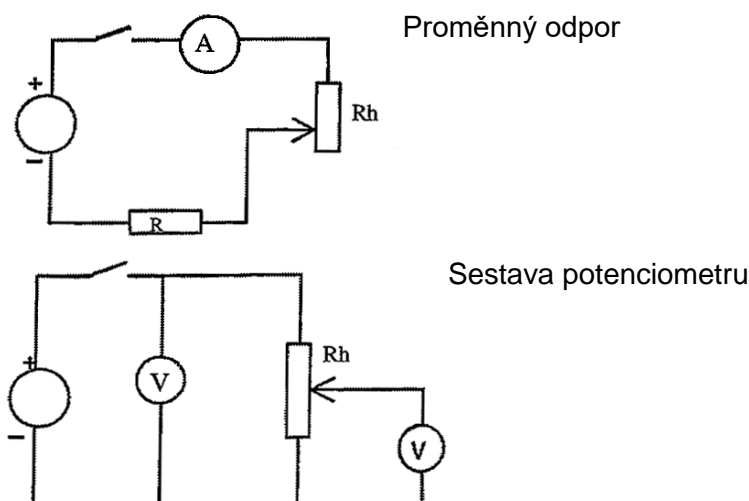 Proměnný odpor
A
+
Rh
−
R
Sestava potenciometru
+
Rh
V
−
V